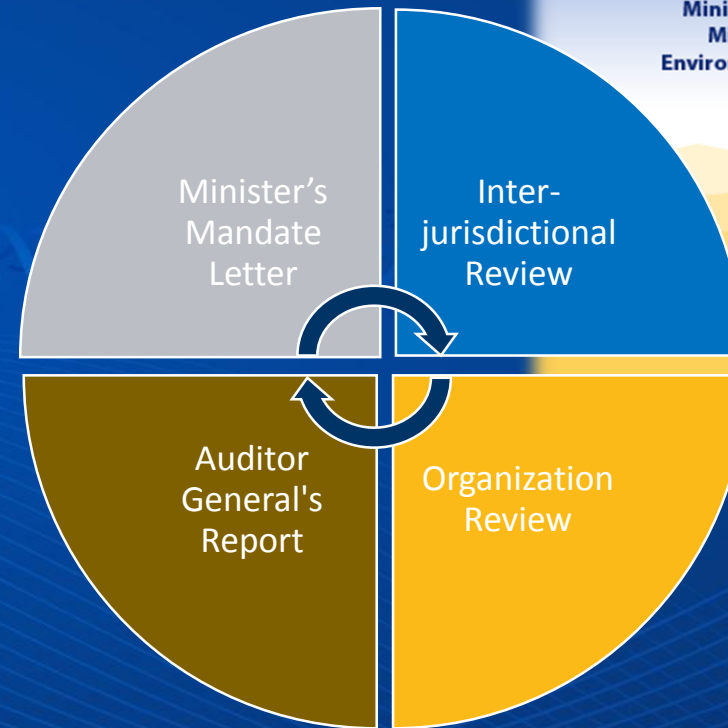 Minister's
Mandate
Letter
Inter-
jurisdictional
Review
Auditor
General's
Report
Organization
Review